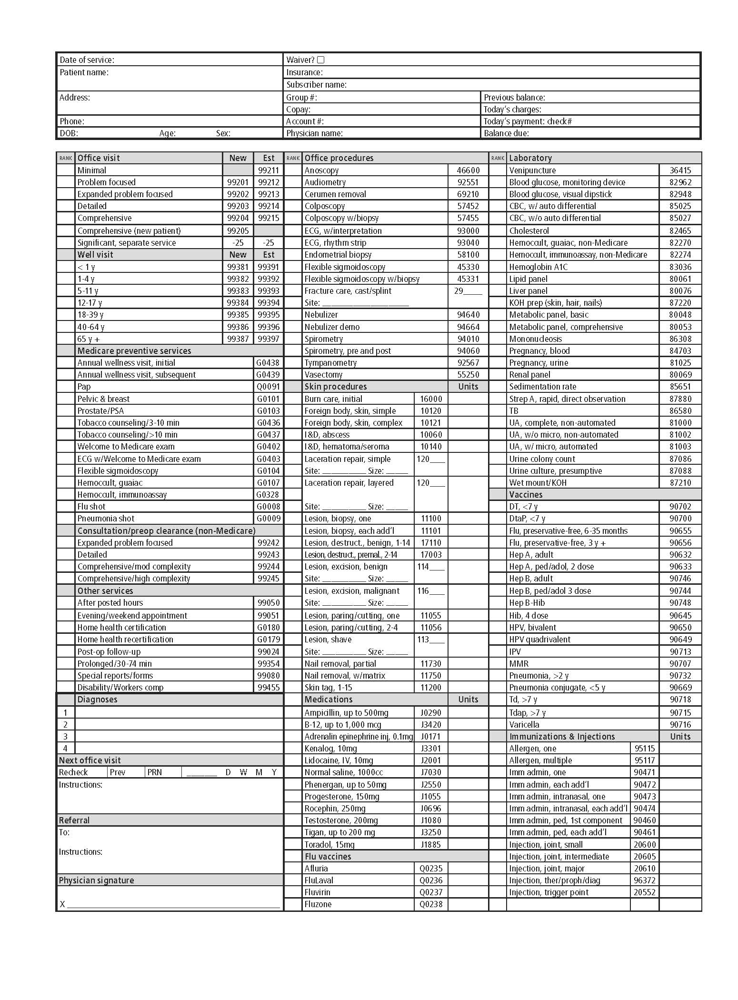 Date of service:
Patient name:
Address:
Phone:
DOB: Age: Sex:
Waiver?
Insurance:
Subscriber name:
Group #:
Copay:
Account #:
Physician name:
Previous balance:
Today's charges:
Today's payment: check#
Balance due:
RANK Office visit New Est
Minimal 99211
Problem focused 99201 99212
Expanded problem focused 99202 99213
Detailed 99203 99214
Comprehensive 99204 99215
Comprehensive (new patient) 99205
Significant, separate service -25 -25
Well visit New Est
< 1 y 99381 99391
1-4 y 99382 99392
5-11 y 99383 99393
12-17 y 99384 99394
18-39 y 99385 99395
40-64 y 99386 99396
65 y + 99387 99397
Medicare preventive services
Annual wellness visit, initial G0438
Annual wellness visit, subsequent G0439
Pap Q0091
Pelvic & breast G0101
Prostate/PSA G0103
Tobacco counseling/3-10 min G0436
Tobacco counseling/>10 min G0437
Welcome to Medicare exam G0402
ECG w/Welcome to Medicare exam G0403
Flexible sigmoidoscopy G0104
Hemoccult, guaiac G0107
Hemoccult, immunoassay G0328
Flu shot G0008
Pneumonia shot G0009
Consultation/preop clearance (non-Medicare)
Expanded problem focused 99242
Detailed 99243
Comprehensive/mod complexity 99244
Comprehensive/high complexity 99245
Other services
After posted hours 99050
Evening/weekend appointment 99051
Home health certification G0180
Home health recertification G0179
Post-op follow-up 99024
Prolonged/30-74 min 99354
Special reports/forms 99080
Disability/Workers comp 99455
Diagnoses
1
2
3
4
Next office visit
Recheck Prev PRN _______ D W M Y
Instructions:
Referral
To:
Instructions:
Physician signature
X ____________________
RANK Office procedures
Anoscopy 46600
Audiometry 92551
Cerumen removal 69210
Colposcopy 57452
Colposcopy w/biopsy 57455
ECG, w/interpretation 93000
ECG, rhythm strip 93040
Endometrial biopsy 58100
Flexible sigmoidoscopy 45330
Flexible sigmoidoscopy w/biopsy 45331
Fracture care, cast/splint 29____
Site: ____________________
Nebulizer 94640
Nebulizer demo 94664
Spirometry 94010
Spirometry, pre and post 94060
Tympanometry 92567
Vasectomy 55250
Skin procedures Units
Burn care, initial 16000
Foreign body, skin, simple 10120
Foreign body, skin, complex 10121
I&D, abscess 10060
I&D, hematoma/seroma 10140
Laceration repair, simple 120____
Site: __________ Size: _____
Laceration repair, layered 120____
Site: __________ Size: _____
Lesion, biopsy, one 11100
Lesion, biopsy, each add'l 11101
Lesion, destruct., benign, 1-14 17110
Lesion, destruct., premal., 2-14 17003
Lesion, excision, benign 114____
Site: __________ Size: _____
Lesion, excision, malignant 116____
Site: __________ Size: _____
Lesion, paring/cutting, one 11055
Lesion, paring/cutting, 2-4 11056
Lesion, shave 113____
Site: __________ Size: _____
Nail removal, partial 11730
Nail removal, w/matrix 11750
Skin tag, 1-15 11200
Medications Units
Ampicillin, up to 500mg J0290
B-12, up to 1,000 mcg J3420
Adrenalin epinephrine inj, 0.1mg J0171
Kenalog, 10mg J3301
Lidocaine, IV, 10mg J2001
Normal saline, 1000cc J7030
Phenergan, up to 50mg J2550
Progesterone, 150mg J1055
Rocephin, 250mg J0696
Testosterone, 200mg J1080
Tigan, up to 200 mg J3250
Toradol, 15mg J1885
Flu vaccines
Afluria Q0235
FluLaval Q0236
Fluvirin Q0237
Fluzone Q0238
RANK Laboratory
Venipuncture 36415
Blood glucose, monitoring device 82962
Blood glucose, visual dipstick 82948
CBC, w/ auto differential 85025
CBC, w/o auto differential 85027
Cholesterol 82465
Hemoccult, guaiac, non-Medicare 82270
Hemoccult, immunoassay, non-Medicare 82274
Hemoglobin A1C 83036
Lipid panel 80061
Liver panel 80076
KOH prep (skin, hair, nails) 87220
Metabolic panel, basic 80048
Metabolic panel, comprehensive 80053
Mononucleosis 86308
Pregnancy, blood 84703
Pregnancy, urine 81025
Renal panel 80069
Sedimentation rate 85651
Strep A, rapid, direct observation 87880
TB 86580
UA, complete, non-automated 81000
UA, w/o micro, non-automated 81002
UA, w/ micro, automated 81003
Urine colony count 87086
Urine culture, presumptive 87088
Wet mount/KOH 87210
Vaccines
DT, <7 y 90702
DtaP, <7 y 90700
Flu, preservative-free, 6-35 months 90655
Flu, preservative-free, 3 y + 90656
Hep A, adult 90632
Hep A, ped/adol, 2 dose 90633
Hep B, adult 90746
Hep B, ped/adol 3 dose 90744
Hep B-Hib 90748
Hib, 4 dose 90645
HPV, bivalent 90650
HPV quadrivalent 90649
IPV 90713
MMR 90707
Pneumonia, >2 y 90732
Pneumonia conjugate, <5 y 90669
Td, >7 y 90718
Tdap, >7 y 90715
Varicella 90716
Immunizations & Injections Units
Allergen, one 95115
Allergen, multiple 95117
Imm admin, one 90471
Imm admin, each add'l 90472
Imm admin, intranasal, one 90473
Imm admin, intranasal, each add'l 90474
Imm admin, ped, 1st component 90460
Imm admin, ped, each add'l 90461
Injection, joint, small 20600
Injection, joint, intermediate 20605
Injection, joint, major 20610
Injection, ther/proph/diag 96372
Injection, trigger point 20552